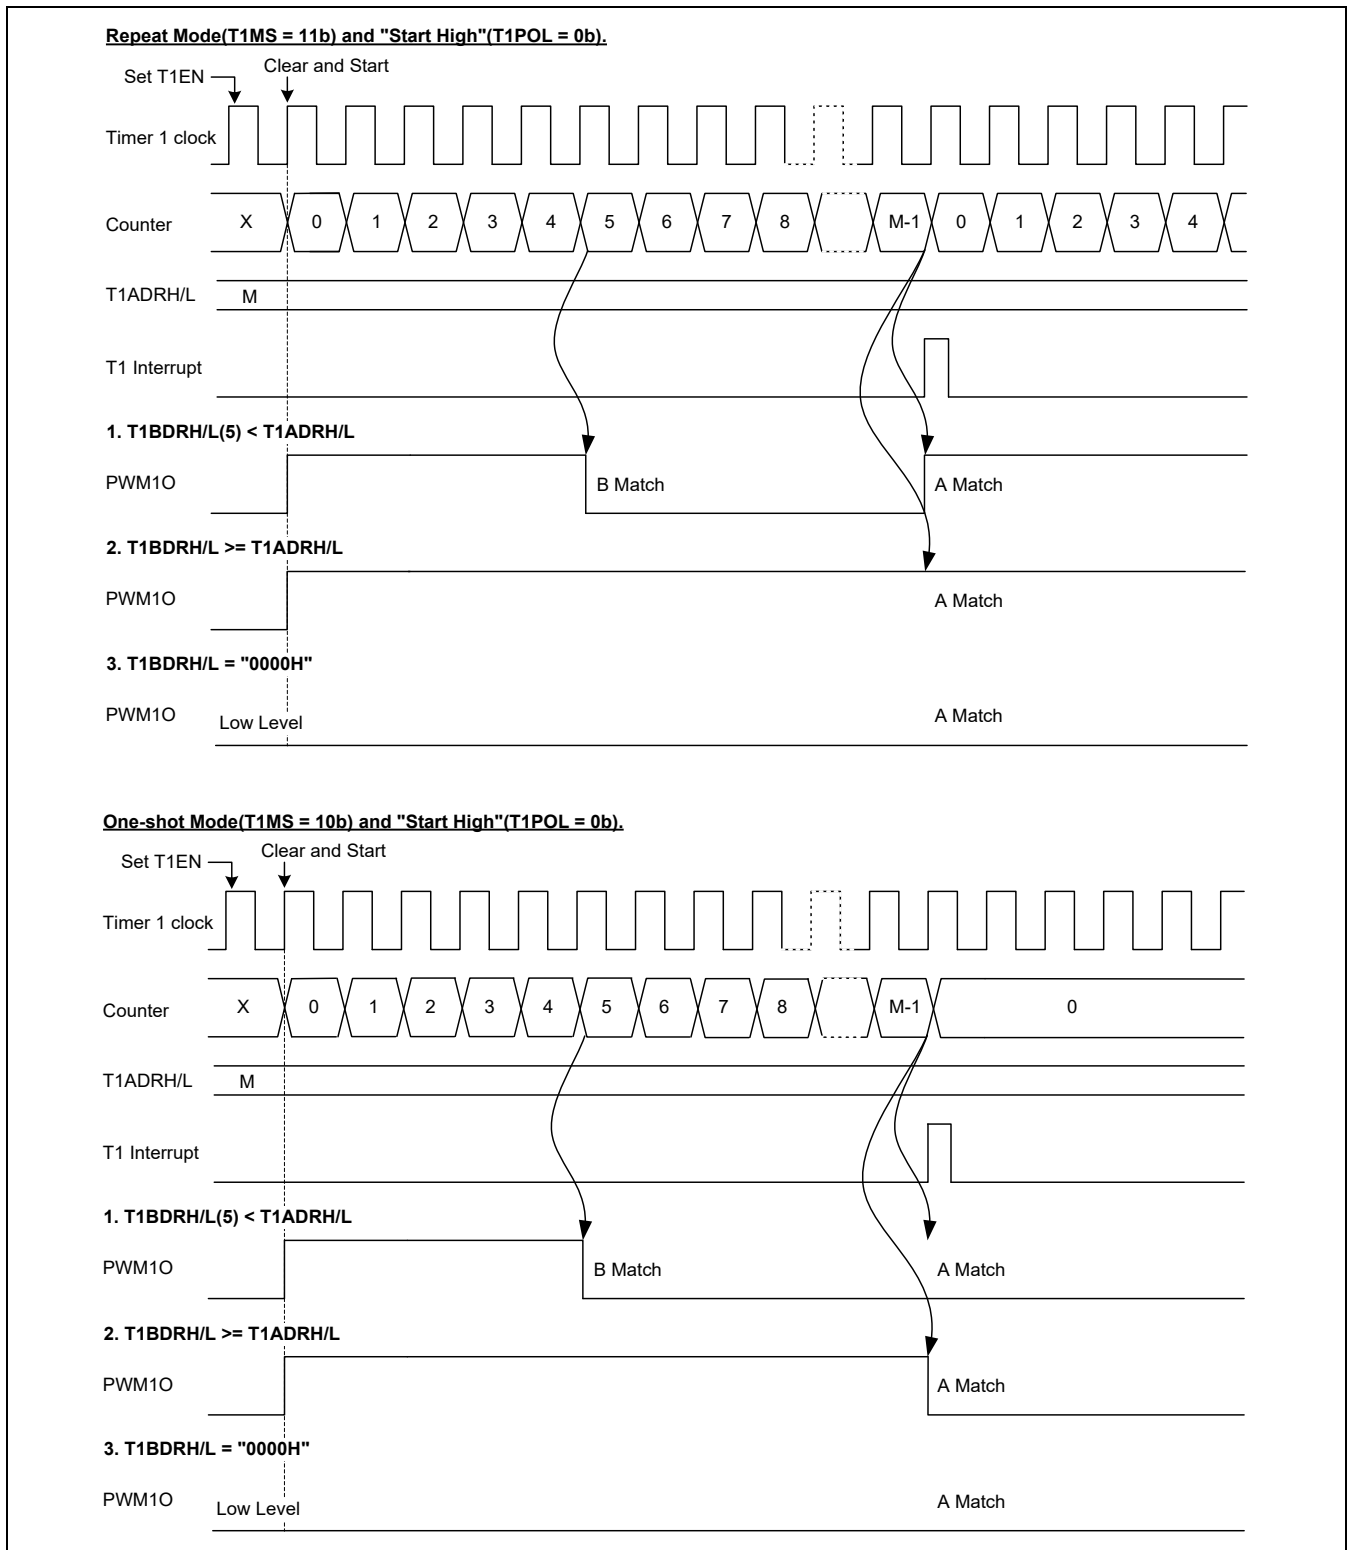 Repeat Mode(T1MS = 11b) and "Start High"(T1POL = 0b).
Set T1EN
Clear and Start
Timer 1 clock
Counter X 0 1 2 3 4 5 6 7 8 M-1 0 1 2 3 4
T1ADRH/L M
T1 Interrupt
1. T1BDRH/L(5) < T1ADRH/L
PWM1O B Match A Match
2. T1BDRH/L >= T1ADRH/L
PWM1O A Match
3. T1BDRH/L = "0000H"
PWM1O Low Level A Match
One-shot Mode(T1MS = 10b) and "Start High"(T1POL = 0b).
Set T1EN
Clear and Start
Timer 1 clock
Counter X 0 1 2 3 4 5 6 7 8 M-1 0
T1ADRH/L M
T1 Interrupt
1. T1BDRH/L(5) < T1ADRH/L
PWM1O B Match A Match
2. T1BDRH/L >= T1ADRH/L
PWM1O A Match
3. T1BDRH/L = "0000H"
PWM1O Low Level A Match